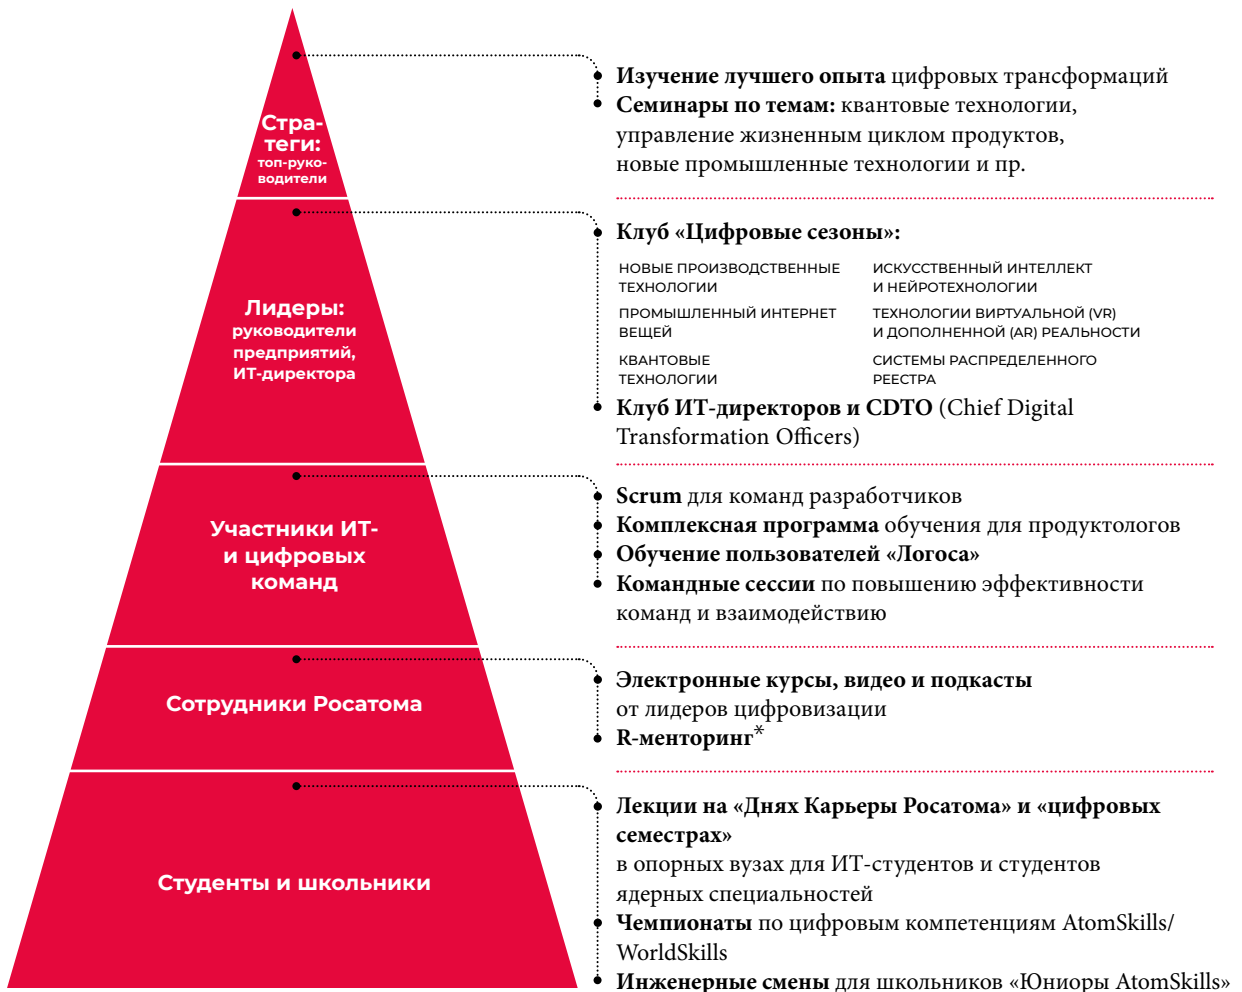 Стра-
теги:
топ-руко-
водители
Изучение лучшего опыта цифровых трансформаций
Семинары по темам: квантовые технологии,
управление жизненным циклом продуктов,
новые промышленные технологии и пр.
Лидеры:
руководители
предприятий,
ИТ-директора
Клуб «Цифровые сезоны»:
НОВЫЕ ПРОИЗВОДСТВЕННЫЕ
ТЕХНОЛОГИИ
ИСКУССТВЕННЫЙ ИНТЕЛЛЕКТ
И НЕЙРОТЕХНОЛОГИИ
ПРОМЫШЛЕННЫЙ ИНТЕРНЕТ
ВЕЩЕЙ
ТЕХНОЛОГИИ ВИРТУАЛЬНОЙ (VR)
И ДОПОЛНЕННОЙ (AR) РЕАЛЬНОСТИ
КВАНТОВЫЕ
ТЕХНОЛОГИИ
СИСТЕМЫ РАСПРЕДЕЛЕННОГО
РЕЕСТРА
Клуб ИТ-директоров и CDTO (Chief Digital
Transformation Officers)
Участники ИТ-
и цифровых
команд
Scrum для команд разработчиков
Комплексная программа обучения для продуктологов
Обучение пользователей «Логоса»
Командные сессии по повышению эффективности
команд и взаимодействию
Сотрудники Росатома
Электронные курсы, видео и подкасты
от лидеров цифровизации
R-менторинг*
Студенты и школьники
Лекции на «Днях Карьеры Росатома» и «цифровых
семестрах»
в опорных вузах для ИТ-студентов и студентов
ядерных специальностей
Чемпионаты по цифровым компетенциям AtomSkills/
WorldSkills
Инженерные смены для школьников «Юниоры AtomSkills»